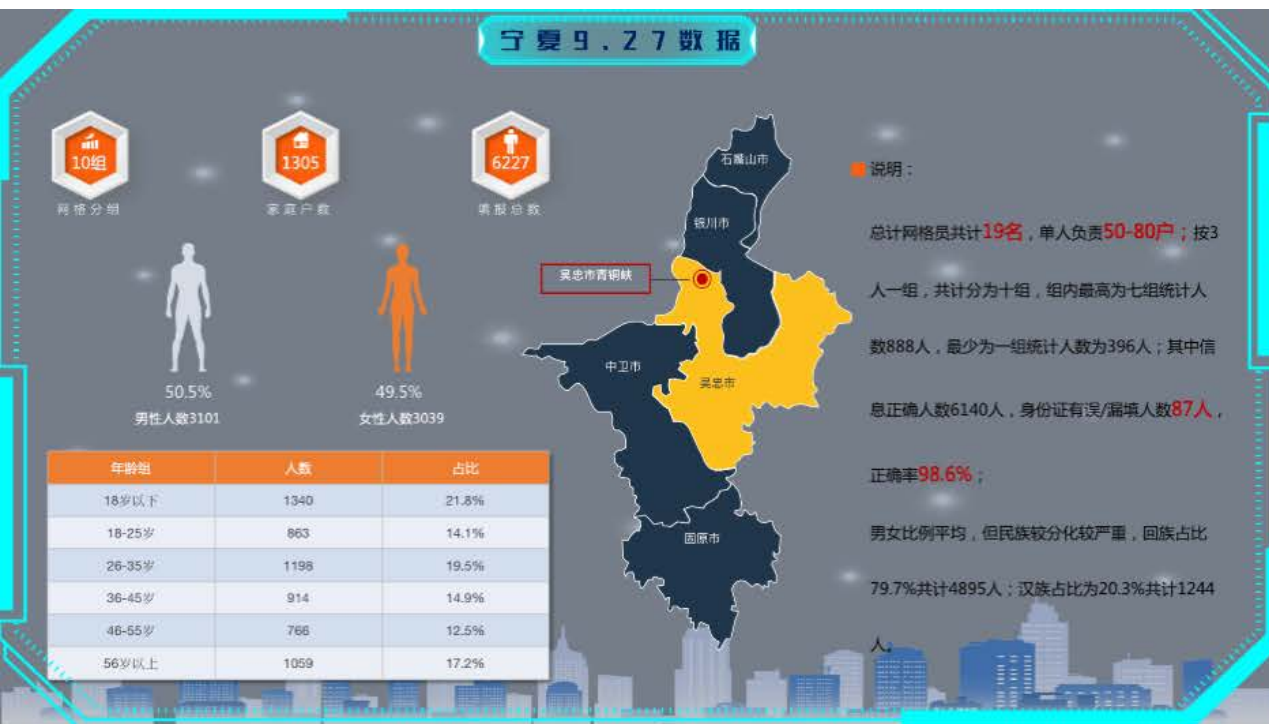 宁夏9.27数据
10组
1305
6227
网格分组
家庭户数
填报总数
50.5%
男性人数3101
49.5%
女性人数3039
年龄组 人数 占比
18岁以下 1340 21.8%
18-25岁 863 14.1%
26-35岁 1198 19.5%
36-45岁 914 14.9%
46-55岁 766 12.5%
56岁以上 1059 17.2%
石嘴山市
银川市
吴忠市青铜峡
中卫市
吴忠市
固原市
说明：
总计网格员共计19名，单人负责50-80户；按3
人一组，共计分为十组，组内最高为七组统计人
数888人，最少为一组统计人数为396人；其中信
息正确人数6140人，身份证有误/漏填人数87人，
正确率98.6%；
男女比例平均，但民族较分化较严重，回族占比
79.7%共计4895人；汉族占比为20.3%共计1244
人;